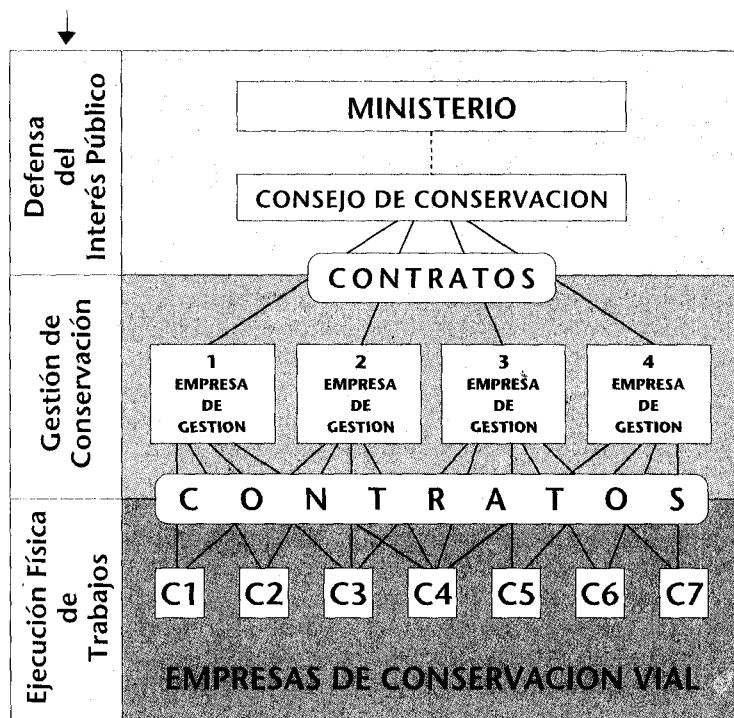 Defensa
del
Interés Público
MINISTERIO
CONSEJO DE CONSERVACION
CONTRATOS
Gestión de
Conservación
1
EMPRESA
DE
GESTION
2
EMPRESA
DE
GESTION
3
EMPRESA
DE
GESTION
4
EMPRESA
DE
GESTION
CONTRATOS
Ejecución Física
de
Trabajos
C1 C2 C3 C4 C5 C6 C7
EMPRESAS DE CONSERVACION VIAL